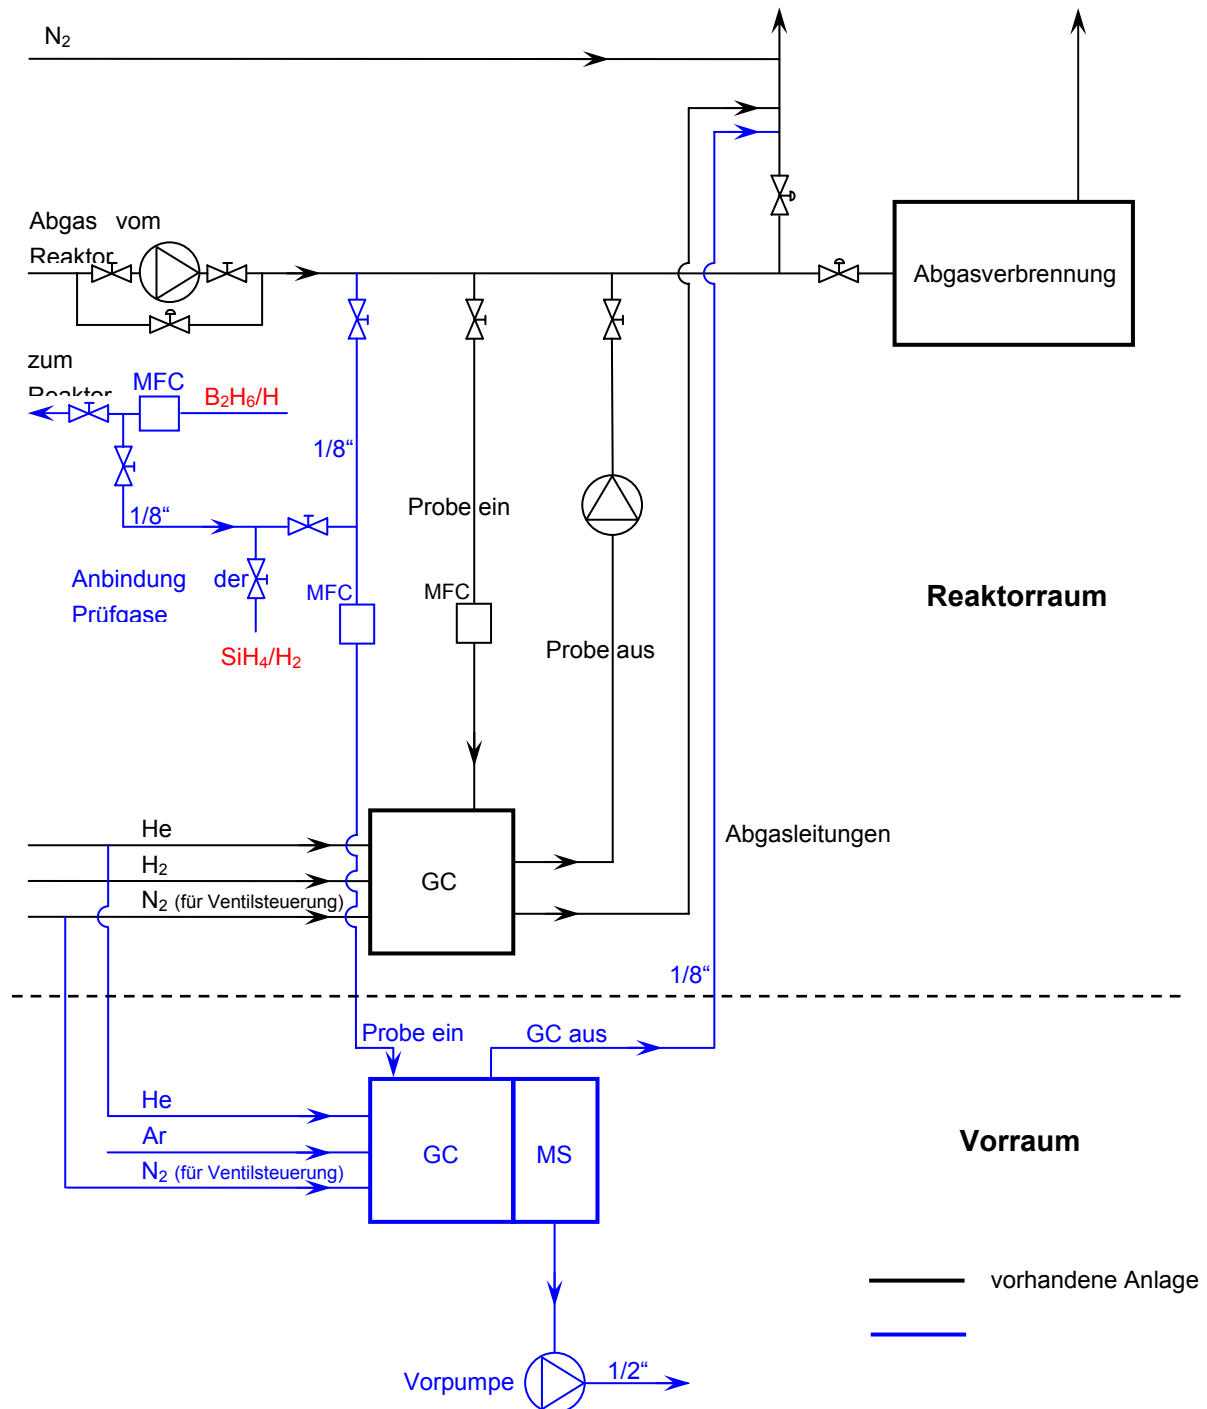 N₂
Abgas vom
Reaktor
Abgasverbrennung
zum
Reaktor
MFC
B₂H₆/H
1/8“
Probe ein
1/8“
Anbindung der
Prüfgase
MFC
MFC
Reaktorraum
Probe aus
SiH₄/H₂
He
Abgasleitungen
H₂
GC
N₂ (für Ventilsteuerung)
1/8“
Probe ein
GC aus
He
Ar
GC
MS
Vorraum
N₂ (für Ventilsteuerung)
vorhandene Anlage
Vorpumpe
1/2“